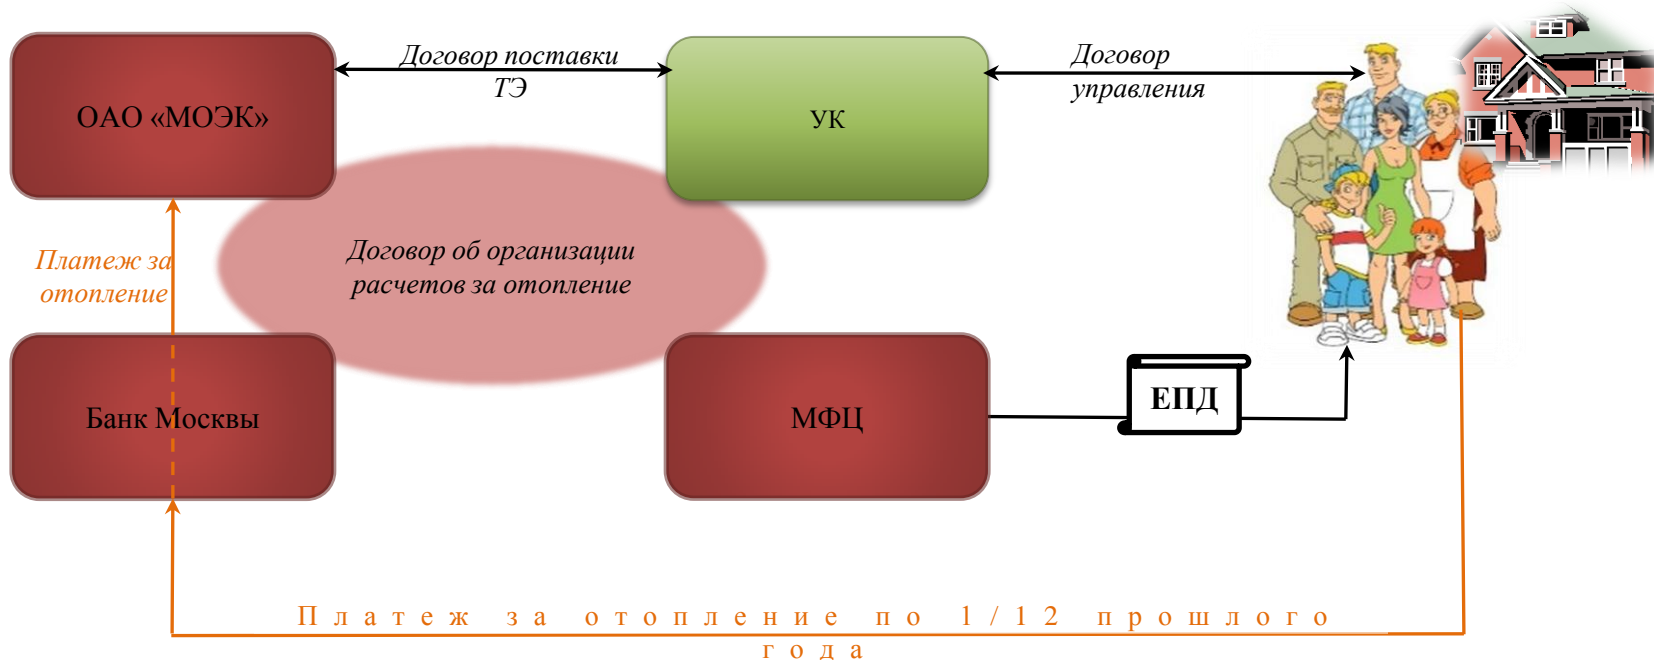 Договор поставки
ТЭ
Договор
управления
ОАО «МОЭК»
УК
Договор об организации
расчетов за отопление
Платеж за
отопление
Банк Москвы
МФЦ
ЕПД
Платеж за отопление по 1/12 прошлого
года